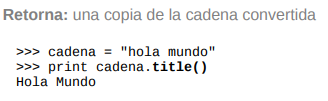 Retorna: una copia de la cadena convertida
>>> cadena = "hola mundo"
>>> print cadena.title()
Hola Mundo